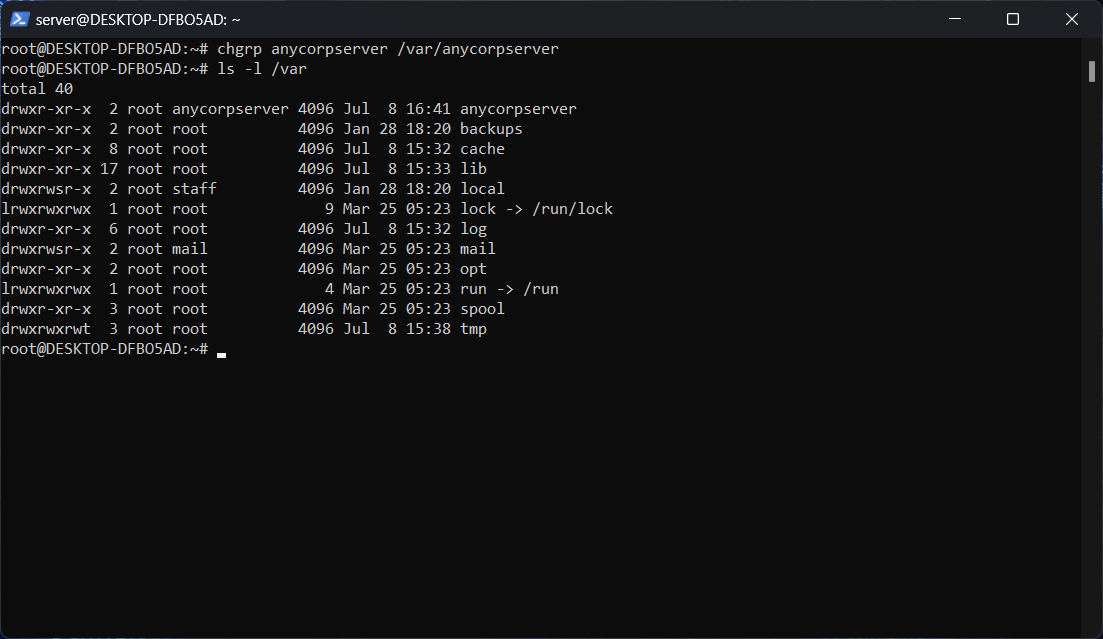 server@DESKTOP-DFBO5AD: ~
root@DESKTOP-DFBO5AD:~# chgrp anycorpserver /var/anycorpserver
root@DESKTOP-DFBO5AD:~# ls -l /var
total 40
drwxr-xr-x  2 root anycorpserver 4096 Jul  8 16:41 anycorpserver
drwxr-xr-x  2 root root          4096 Jan 28 18:20 backups
drwxr-xr-x  8 root root          4096 Jul  8 15:32 cache
drwxr-xr-x 17 root root          4096 Jul  8 15:33 lib
drwxrwsr-x  2 root staff         4096 Jan 28 18:20 local
lrwxrwxrwx  1 root root             9 Mar 25 05:23 lock -> /run/lock
drwxr-xr-x  6 root root          4096 Jul  8 15:32 log
drwxrwsr-x  2 root mail          4096 Mar 25 05:23 mail
drwxr-xr-x  2 root root          4096 Mar 25 05:23 opt
lrwxrwxrwx  1 root root             4 Mar 25 05:23 run -> /run
drwxr-xr-x  3 root root          4096 Mar 25 05:23 spool
drwxrwxrwt  3 root root          4096 Jul  8 15:38 tmp
root@DESKTOP-DFBO5AD:~#